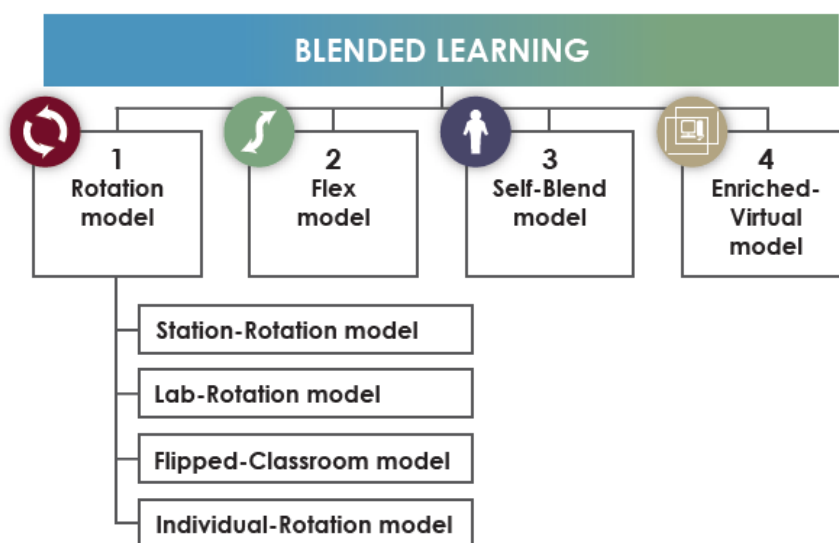 BLENDED LEARNING
1
Rotation
model
2
Flex
model
3
Self-Blend
model
4
Enriched-
Virtual
model
Station-Rotation model
Lab-Rotation model
Flipped-Classroom model
Individual-Rotation model